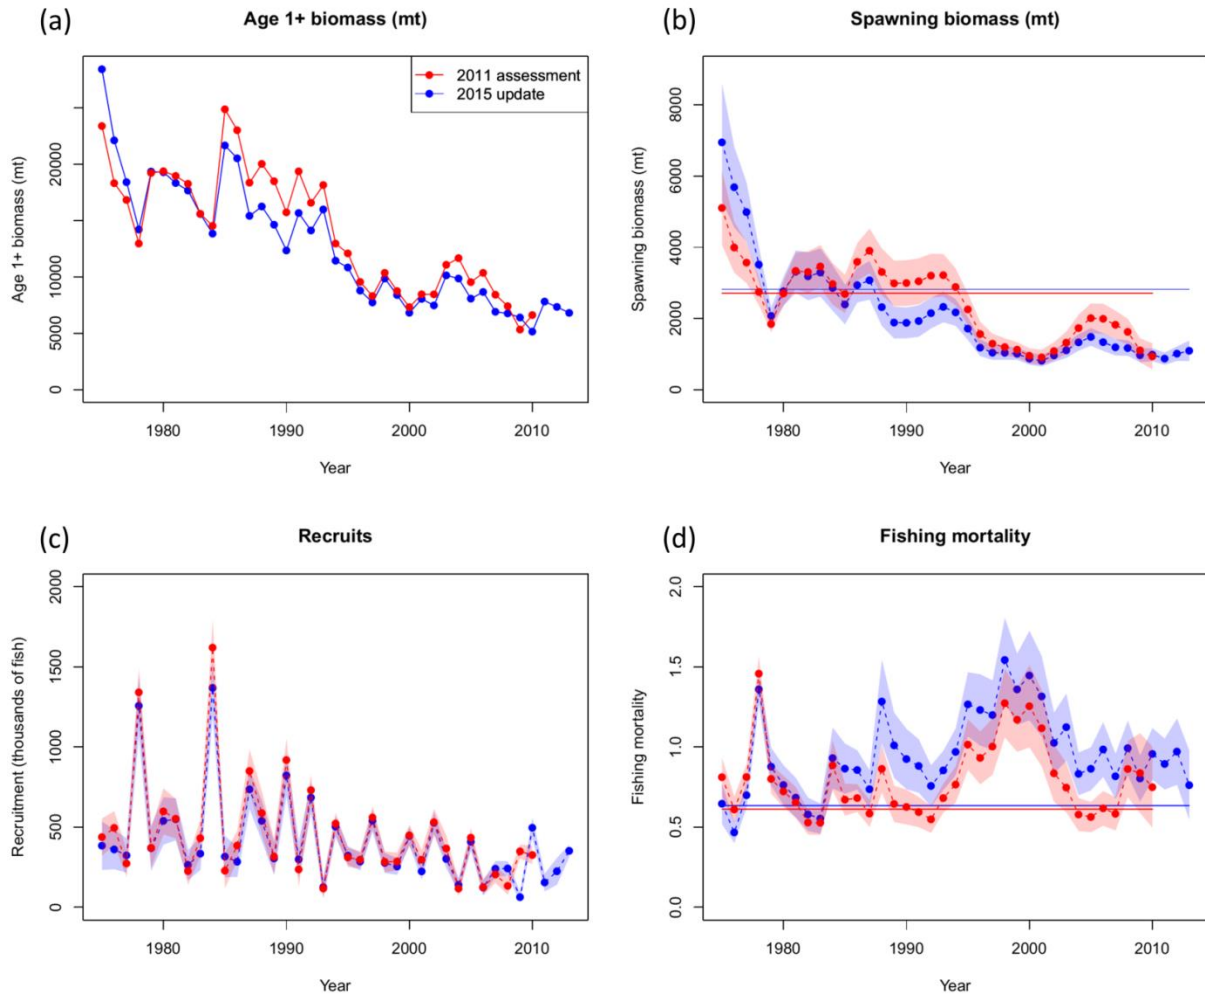 (a)
Age 1+ biomass (mt)
2011 assessment
2015 update
Age 1+ biomass (mt)
0
5000
10000
20000
1980
1990
2000
2010
Year
(b)
Spawning biomass (mt)
Spawning biomass (mt)
0
2000
4000
6000
8000
1980
1990
2000
2010
Year
(c)
Recruits
Recruitment (thousands of fish)
0
500
1000
1500
2000
1980
1990
2000
2010
Year
(d)
Fishing mortality
Fishing mortality
0.0
0.5
1.0
1.5
2.0
1980
1990
2000
2010
Year